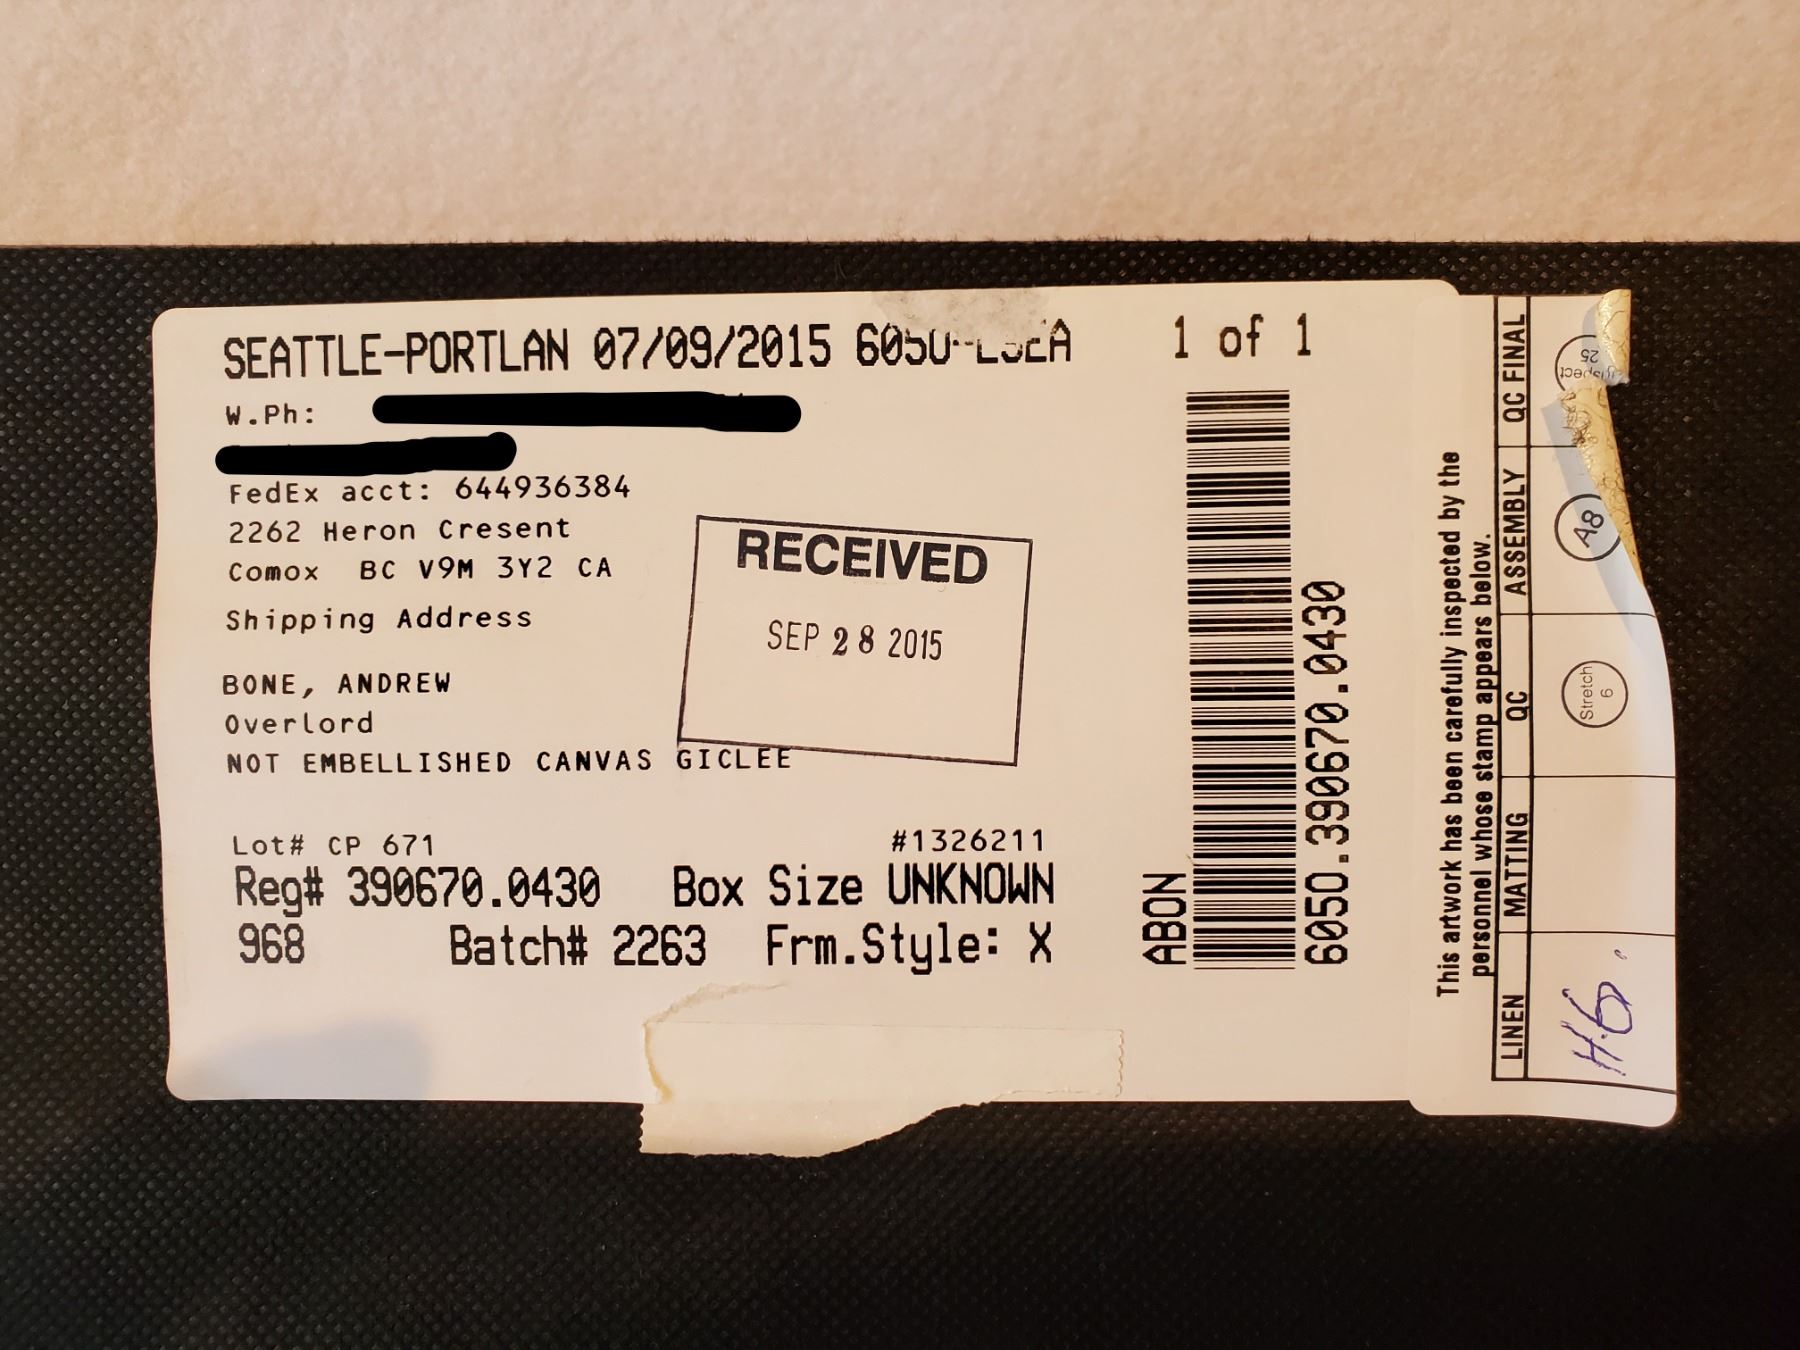 SEATTLE-PORTLAN 07/09/2015 6050 1 of 1
W.Ph:
FedEx acct: 644936384
2262 Heron Cresent
Comox BC V9M 3Y2 CA
Shipping Address
BONE, ANDREW
Overlord
NOT EMBELLISHED CANVAS GICLEE
RECEIVED
SEP 28 2015
Lot# CP 671 #1326211
Reg# 390670.0430 Box Size UNKNOWN
968 Batch# 2263 Frm.Style: X
ABON
6050.390670.0430
This artwork has been carefully inspected by the
personnel whose stamp appears below.
LINEN MATTING QC ASSEMBLY QC FINAL
H6.
Stretch
6
A8
25